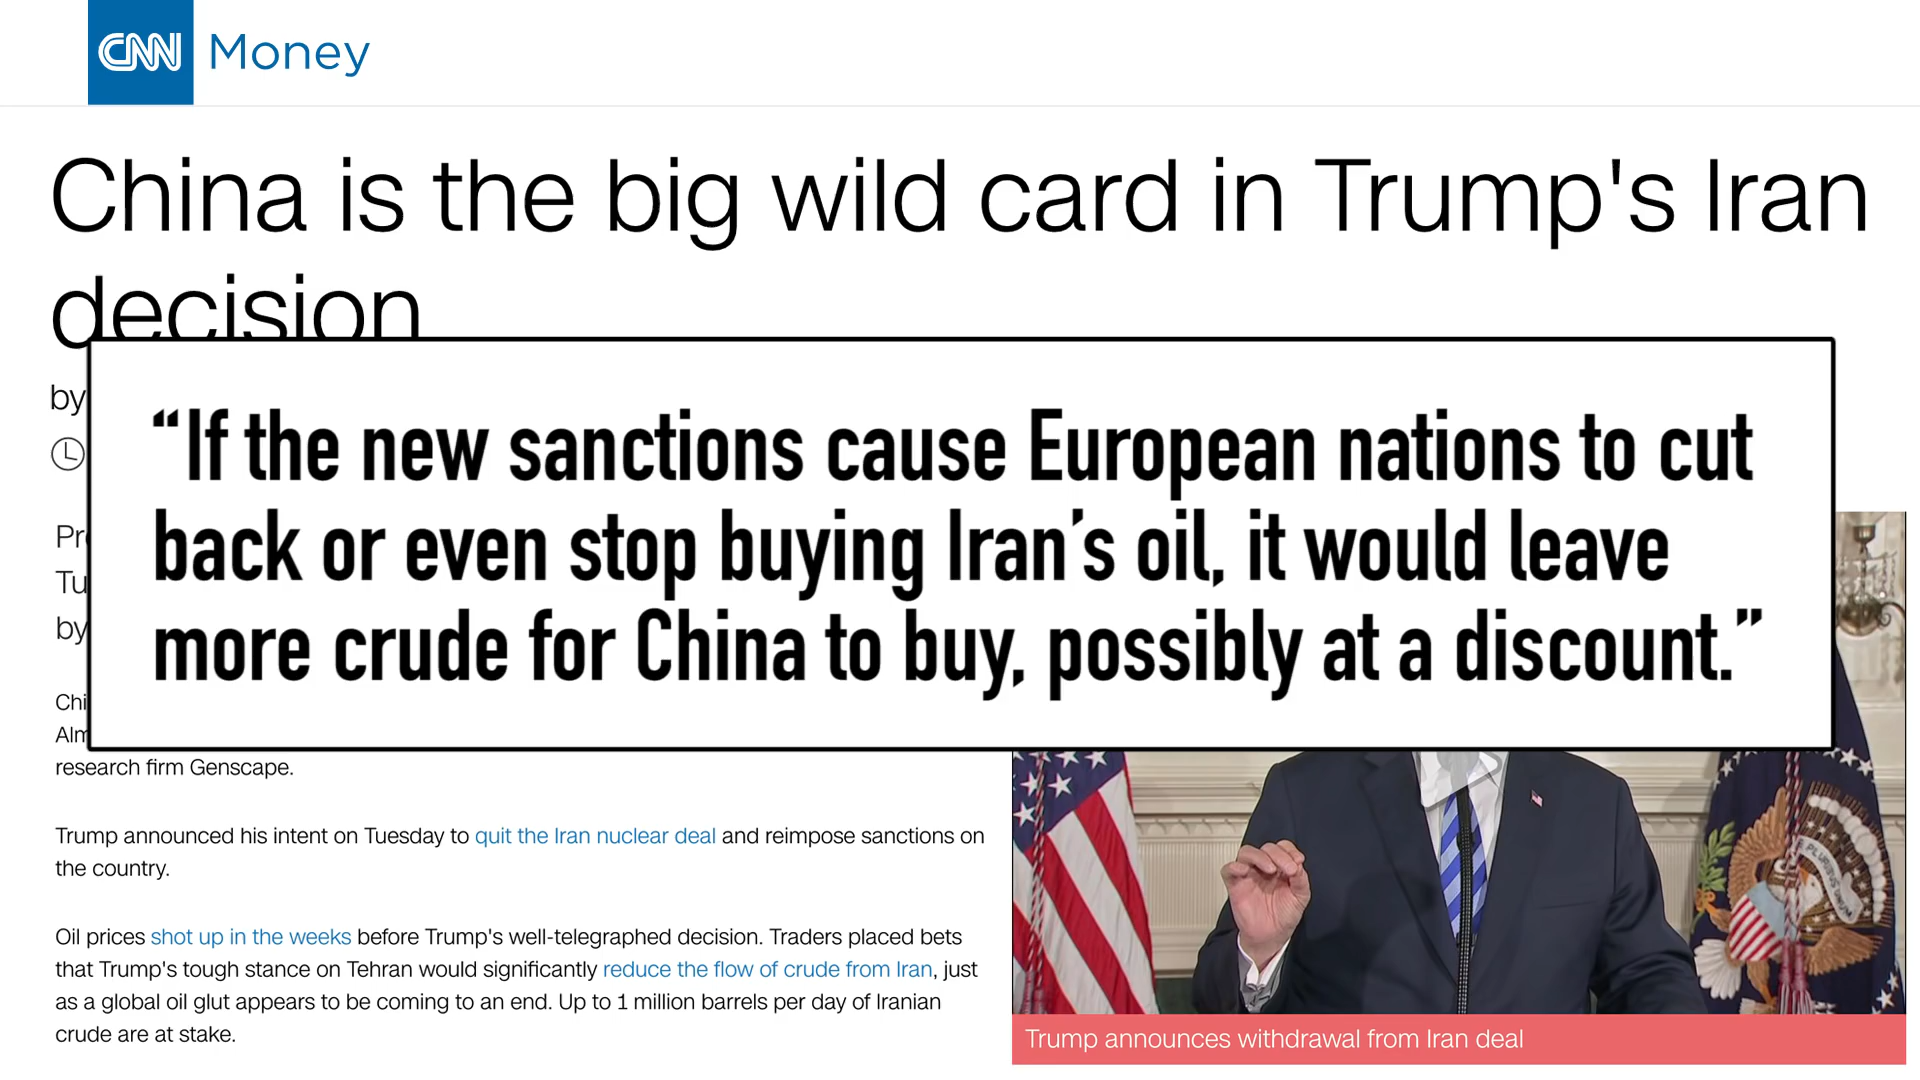 CNN Money
China is the big wild card in Trump's Iran
decision
by
“If the new sanctions cause European nations to cut
back or even stop buying Iran’s oil, it would leave
more crude for China to buy, possibly at a discount.”
by
research firm Genscape.
Trump announced his intent on Tuesday to quit the Iran nuclear deal and reimpose sanctions on
the country.
Oil prices shot up in the weeks before Trump's well-telegraphed decision. Traders placed bets
that Trump's tough stance on Tehran would significantly reduce the flow of crude from Iran, just
as a global oil glut appears to be coming to an end. Up to 1 million barrels per day of Iranian
crude are at stake.
Trump announces withdrawal from Iran deal